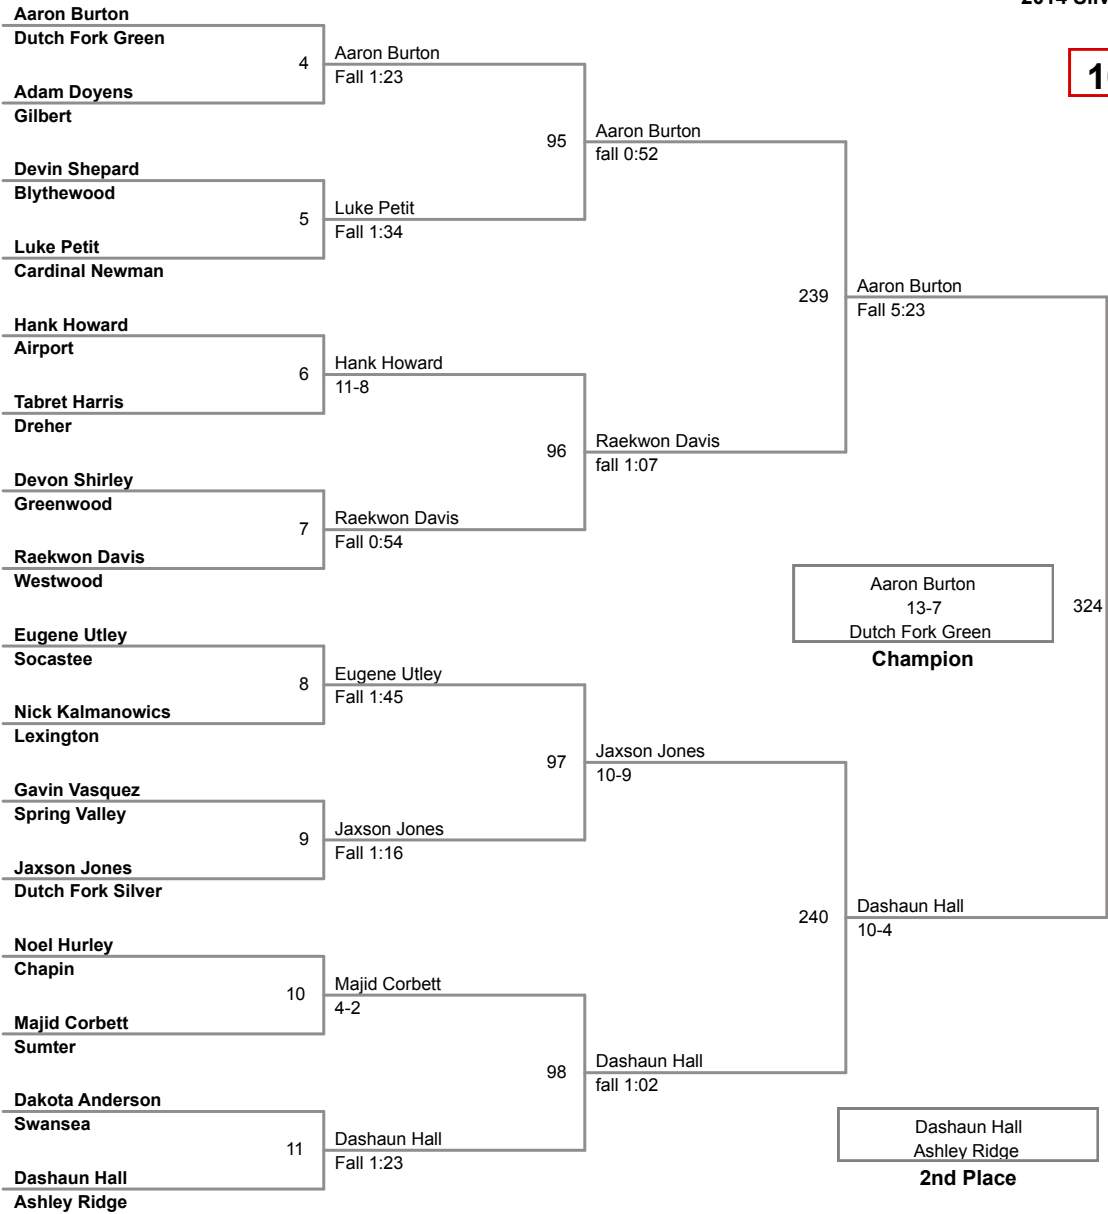 2014 Silv
1
Aaron Burton
Dutch Fork Green
4
Adam Doyens
Gilbert
Aaron Burton
Fall 1:23
Devin Shepard
Blythewood
5
Luke Petit
Cardinal Newman
Luke Petit
Fall 1:34
95
Aaron Burton
fall 0:52
Hank Howard
Airport
6
Tabret Harris
Dreher
Hank Howard
11-8
Devon Shirley
Greenwood
7
Raekwon Davis
Westwood
Raekwon Davis
Fall 0:54
96
Raekwon Davis
fall 1:07
239
Aaron Burton
Fall 5:23
Eugene Utley
Socastee
8
Nick Kalmanowics
Lexington
Eugene Utley
Fall 1:45
Gavin Vasquez
Spring Valley
9
Jaxson Jones
Dutch Fork Silver
Jaxson Jones
Fall 1:16
97
Jaxson Jones
10-9
Noel Hurley
Chapin
10
Majid Corbett
Sumter
Majid Corbett
4-2
Dakota Anderson
Swansea
11
Dashaun Hall
Ashley Ridge
Dashaun Hall
Fall 1:23
98
Dashaun Hall
fall 1:02
240
Dashaun Hall
10-4
324
Aaron Burton
13-7
Dutch Fork Green
Champion
Dashaun Hall
Ashley Ridge
2nd Place